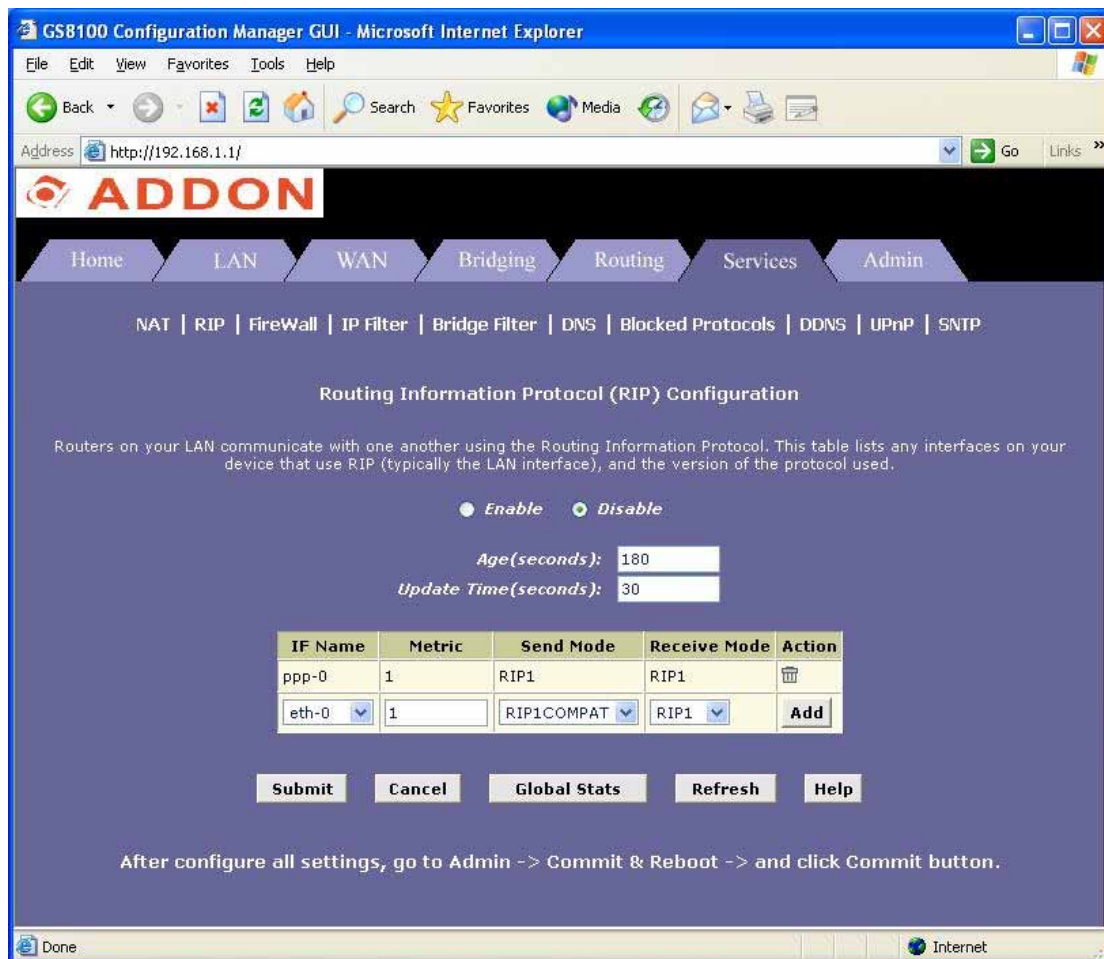 GS8100 Configuration Manager GUI - Microsoft Internet Explorer
File Edit View Favorites Tools Help
Back Search Favorites Media
Address http://192.168.1.1/ Go Links »
ADDON
Home LAN WAN Bridging Routing Services Admin
NAT | RIP | FireWall | IP Filter | Bridge Filter | DNS | Blocked Protocols | DDNS | UPnP | SNTP
Routing Information Protocol (RIP) Configuration
Routers on your LAN communicate with one another using the Routing Information Protocol. This table lists any interfaces on your
device that use RIP (typically the LAN interface), and the version of the protocol used.
Enable Disable
Age(seconds): 180
Update Time(seconds): 30
IF Name Metric Send Mode Receive Mode Action
ppp-0 1 RIP1 RIP1
eth-0 1 RIP1COMPAT RIP1 Add
Submit Cancel Global Stats Refresh Help
After configure all settings, go to Admin -> Commit & Reboot -> and click Commit button.
Done Internet